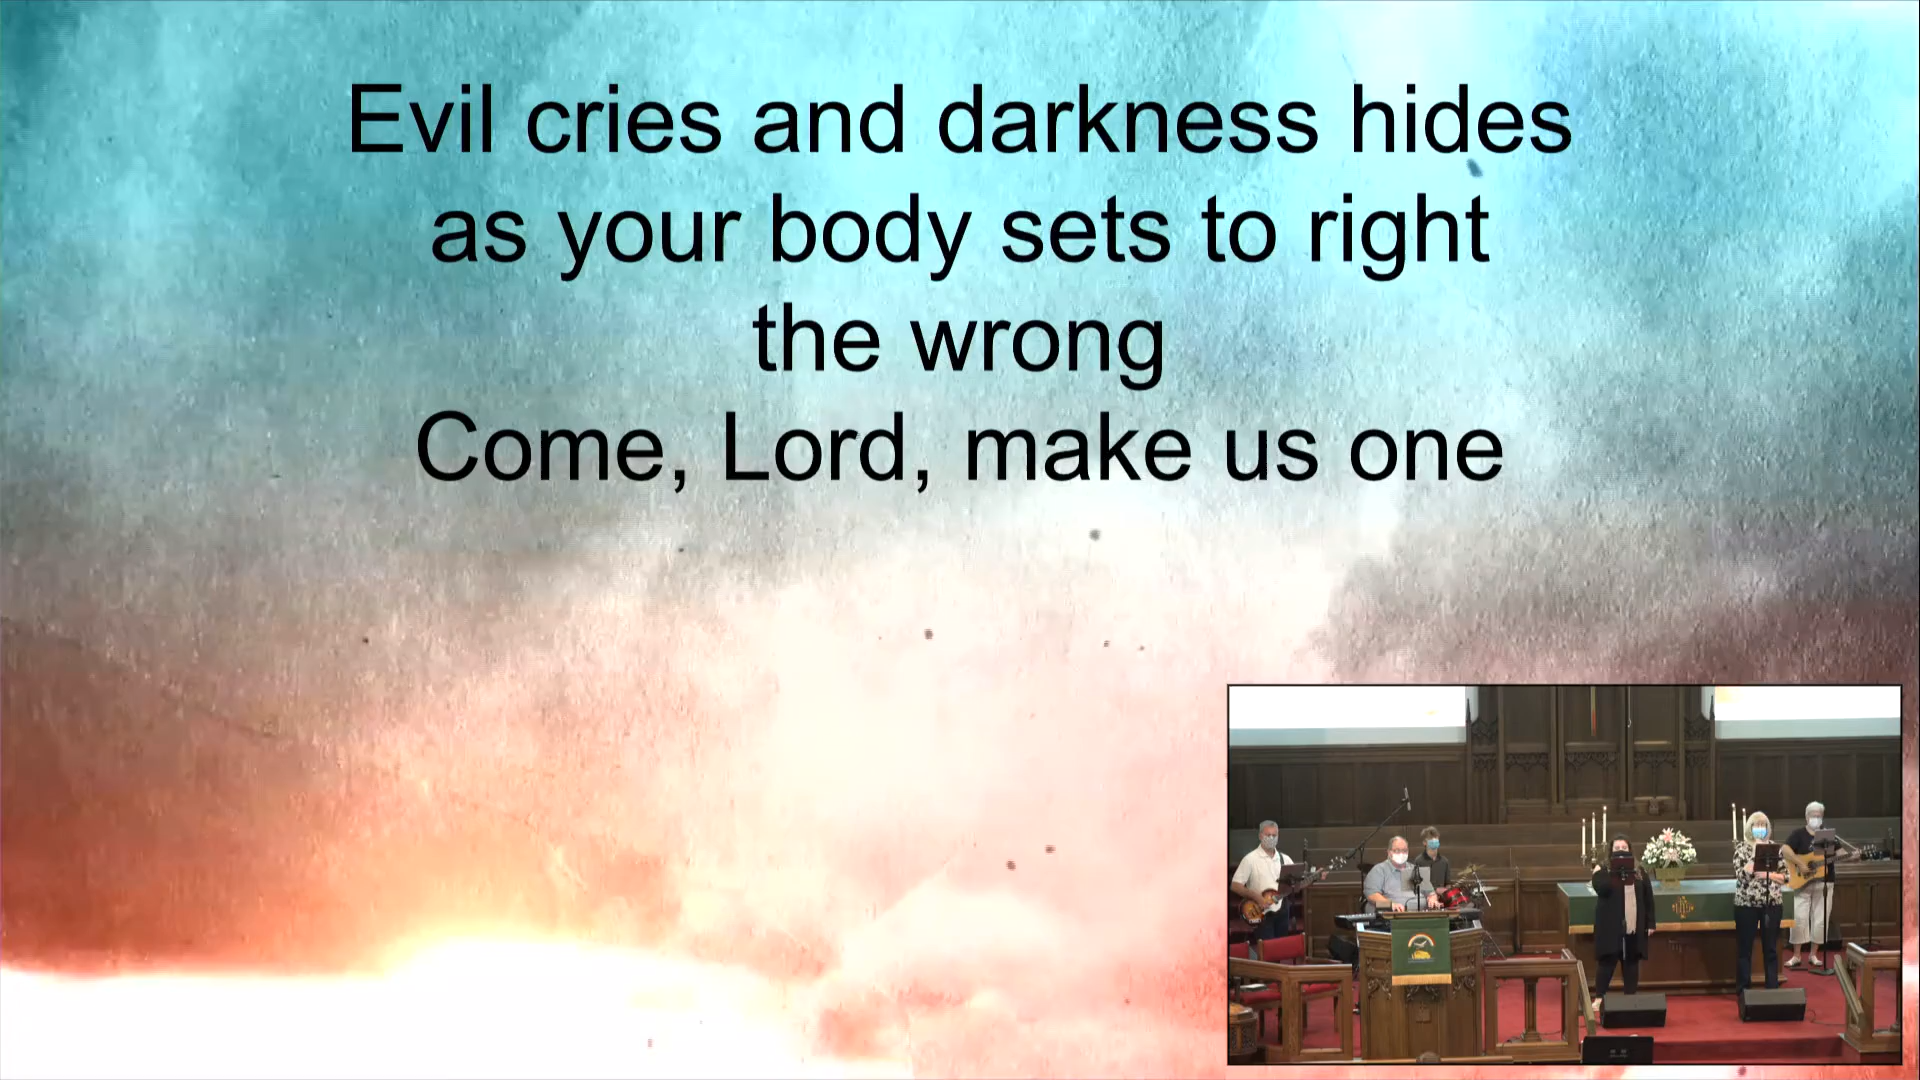 Evil cries and darkness hides
as your body sets to right
the wrong
Come, Lord, make us one